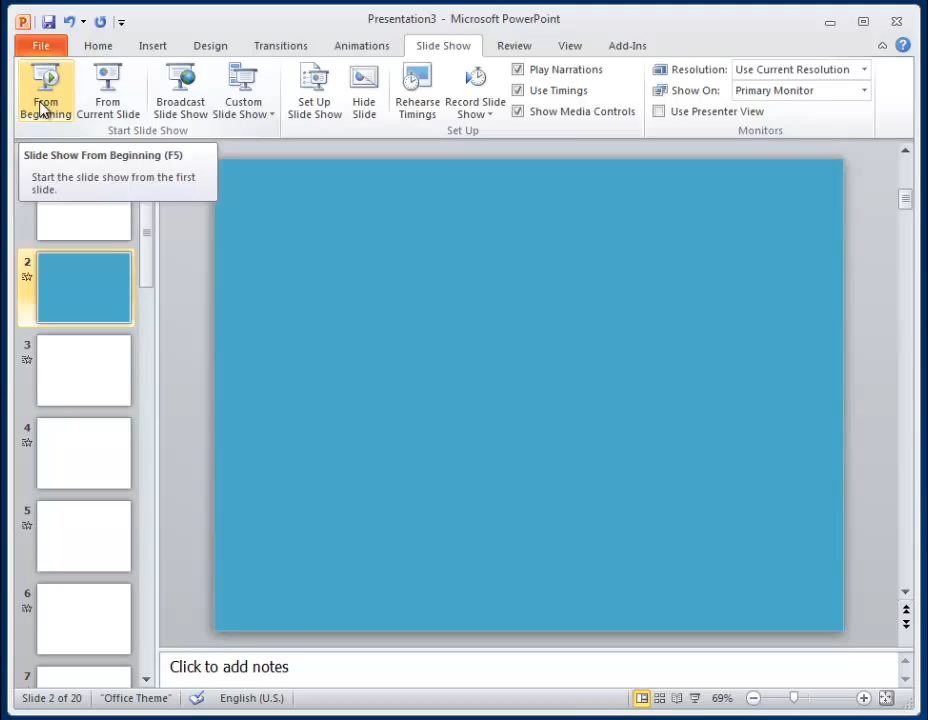 Presentation3 - Microsoft PowerPoint
File Home Insert Design Transitions Animations Slide Show Review View Add-Ins
From Beginning
From Current Slide
Broadcast Slide Show
Custom Slide Show
Start Slide Show
Set Up Slide Show
Hide Slide
Rehearse Timings
Record Slide Show
Play Narrations
Use Timings
Show Media Controls
Set Up
Resolution: Use Current Resolution
Show On: Primary Monitor
Use Presenter View
Monitors
Slide Show From Beginning (F5)
Start the slide show from the first
slide.
2
3
4
5
6
7
Click to add notes
Slide 2 of 20 "Office Theme" English (U.S.) 69%